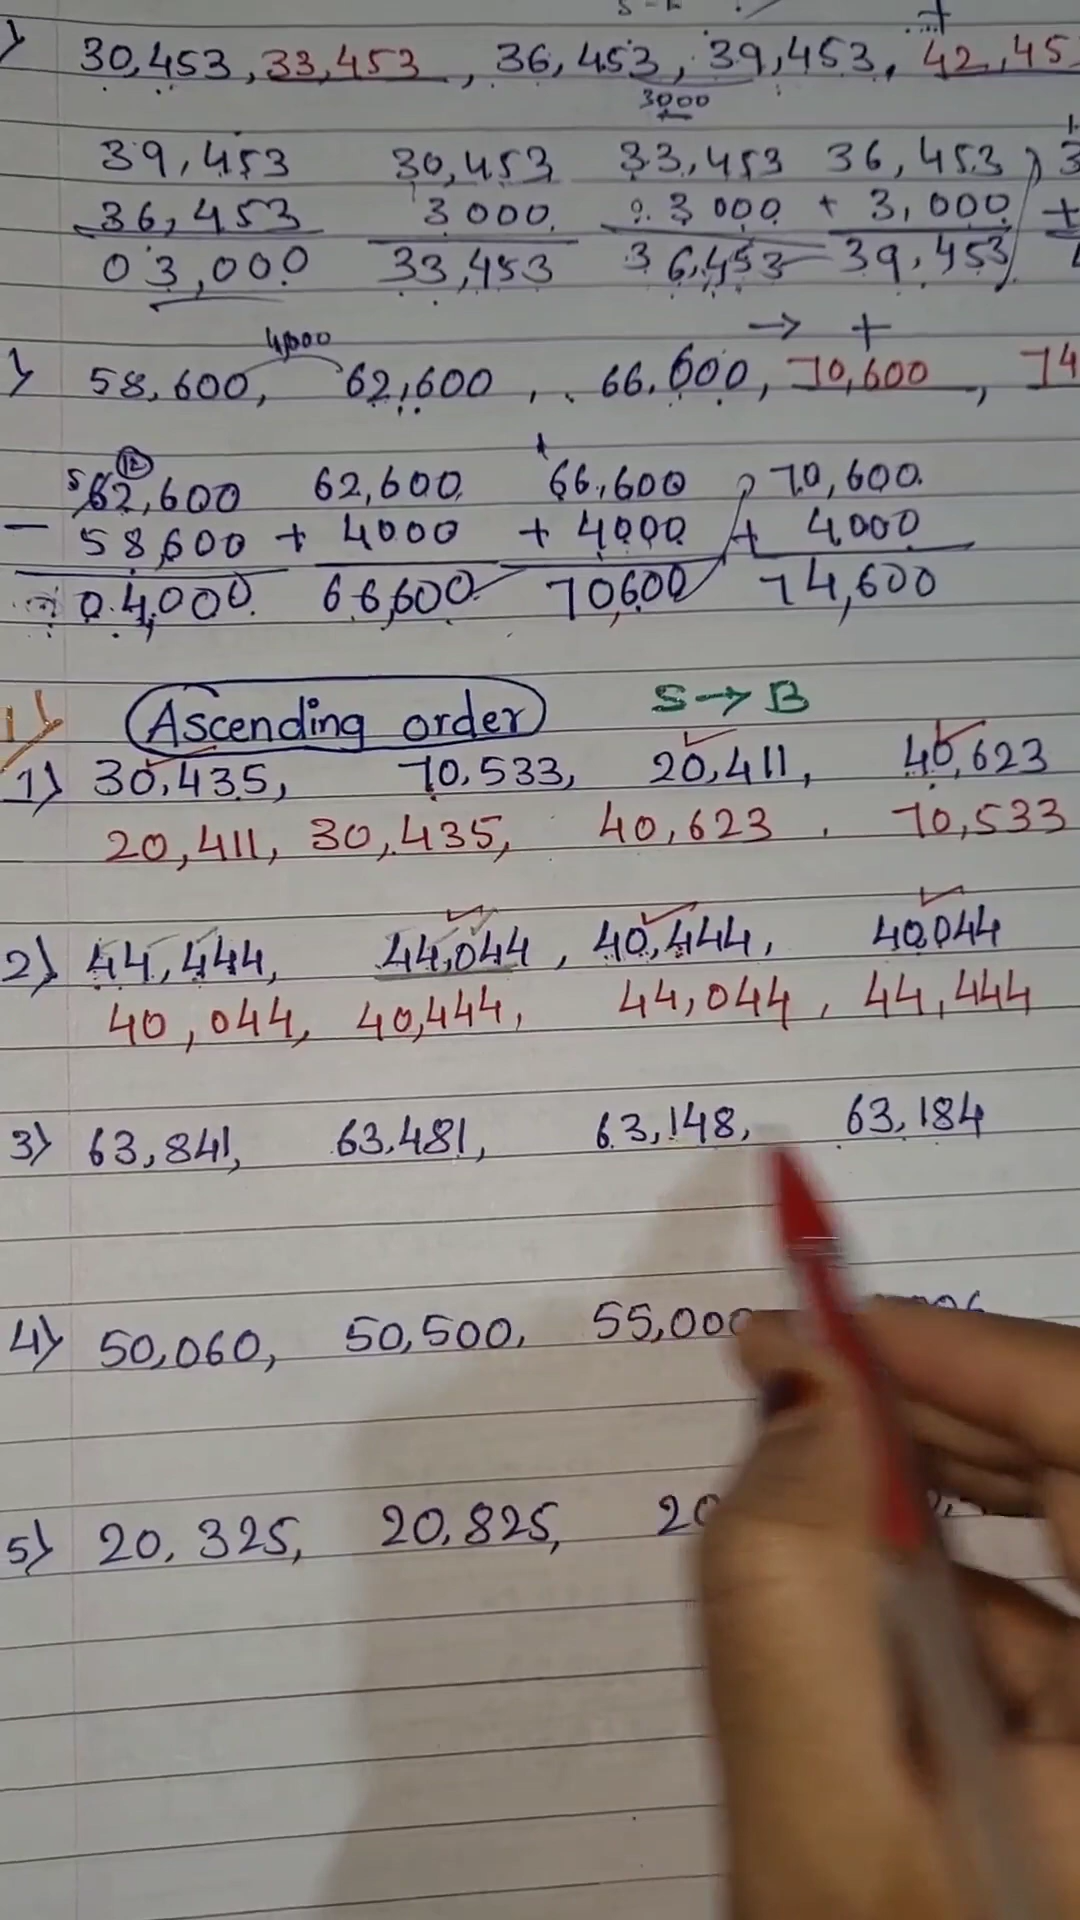 30,453, 33,453, 36,453, 39,453, 42,45
3000
39,453 30,453 33,453 36,453
36,453 3000 3000 + 3,000 +
03,000 33,453 36,453 39,453
→ +
4,000
58,600, 62,600, 66,600, 70,600, 74
12
62,600 62,600 66,600 70,600
- 58,600 + 4000 + 4000 + 4000
04,000 66,600 70,600 74,600
1) Ascending order S → B
1) 30,435, 70,533, 20,411, 40,623
20,411, 30,435, 40,623, 70,533
2) 44,444, 44,044, 40,444, 40,044
40,044, 40,444, 44,044, 44,444
3) 63,841, 63,481, 63,148, 63,184
4) 50,060, 50,500, 55,000
5) 20,325, 20,825, 20